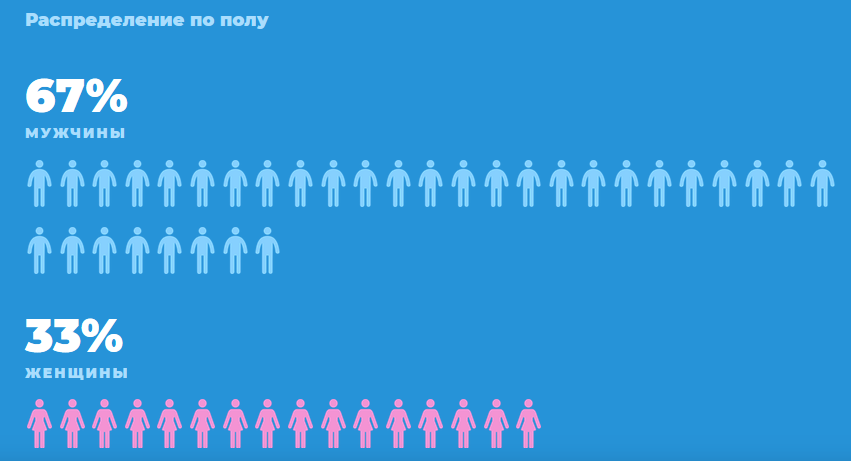 Распределение по полу
67%
МУЖЧИНЫ
33%
ЖЕНЩИНЫ